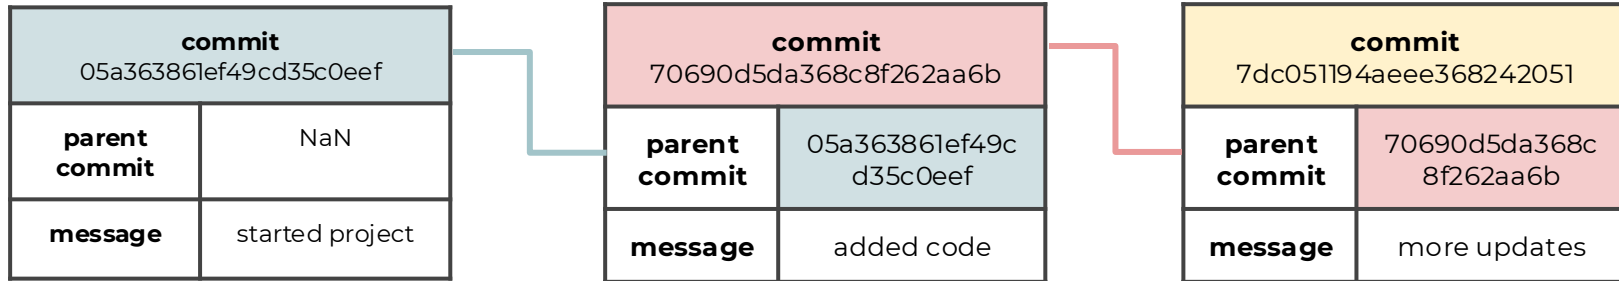 commit
05a363861ef49cd35c0eef
parent
commit
NaN
message
started project
commit
70690d5da368c8f262aa6b
parent
commit
05a363861ef49c
d35c0eef
message
added code
commit
7dc051194aeee368242051
parent
commit
70690d5da368c
8f262aa6b
message
more updates